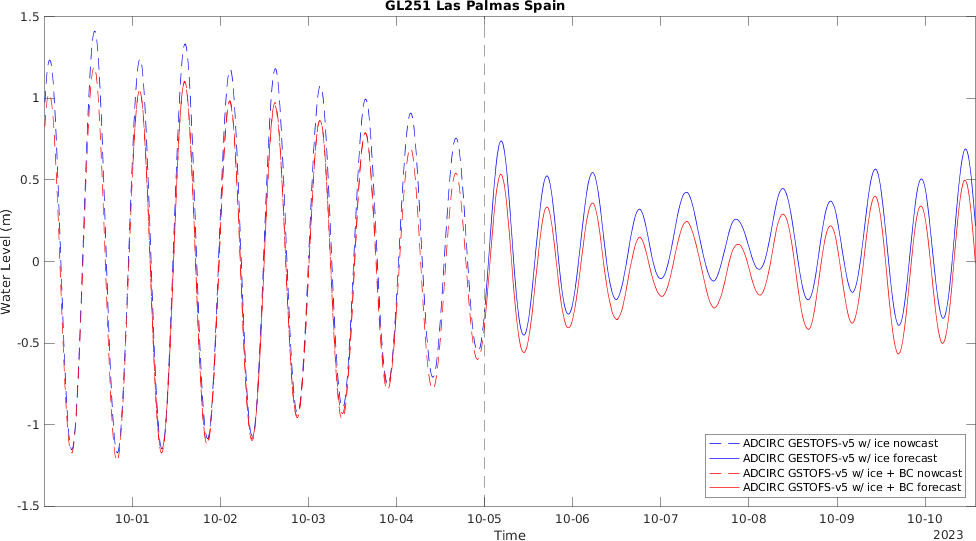 GL251 Las Palmas Spain
1.5
1
0.5
0
-0.5
-1
-1.5
Water Level (m)
10-01 10-02 10-03 10-04 10-05 10-06 10-07 10-08 10-09 10-10
Time
2023
ADCIRC GESTOFS-v5 w/ ice nowcast
ADCIRC GESTOFS-v5 w/ ice forecast
ADCIRC GSTOFS-v5 w/ ice + BC nowcast
ADCIRC GSTOFS-v5 w/ ice + BC forecast